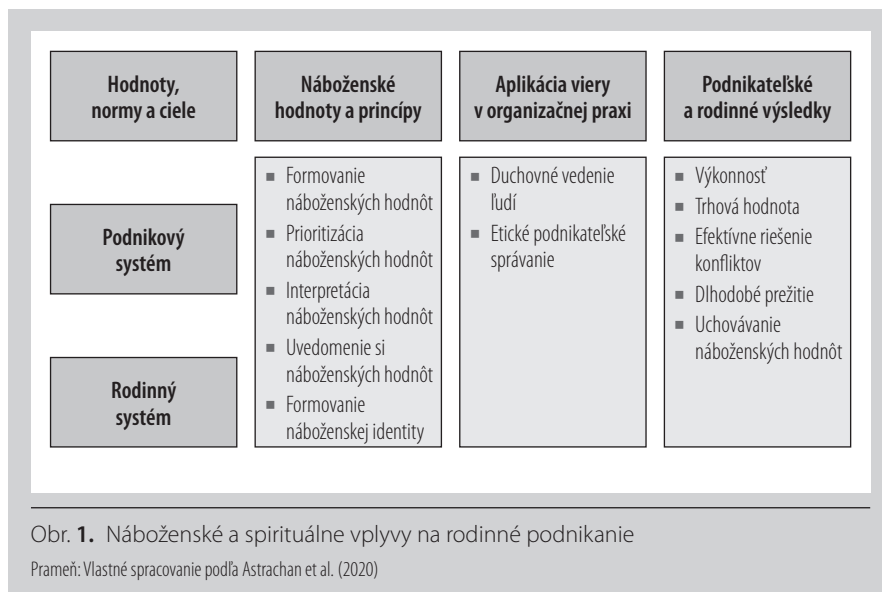 Hodnoty,
normy a ciele
Náboženské
hodnoty a princípy
Aplikácia viery
v organizačnej praxi
Podnikateľské
a rodinné výsledky
Podnikový
systém
Rodinný
systém
■ Formovanie
náboženských hodnôt
■ Prioritizácia
náboženských hodnôt
■ Interpretácia
náboženských hodnôt
■ Uvedomenie si
náboženských hodnôt
■ Formovanie
náboženskej identity
■ Duchovné vedenie
ľudí
■ Etické podnikateľské
správanie
■ Výkonnosť
■ Trhová hodnota
■ Efektívne riešenie
konfliktov
■ Dlhodobé prežitie
■ Uchovávanie
náboženských hodnôt
Obr. 1. Náboženské a spirituálne vplyvy na rodinné podnikanie
Prameň: Vlastné spracovanie podľa Astrachan et al. (2020)